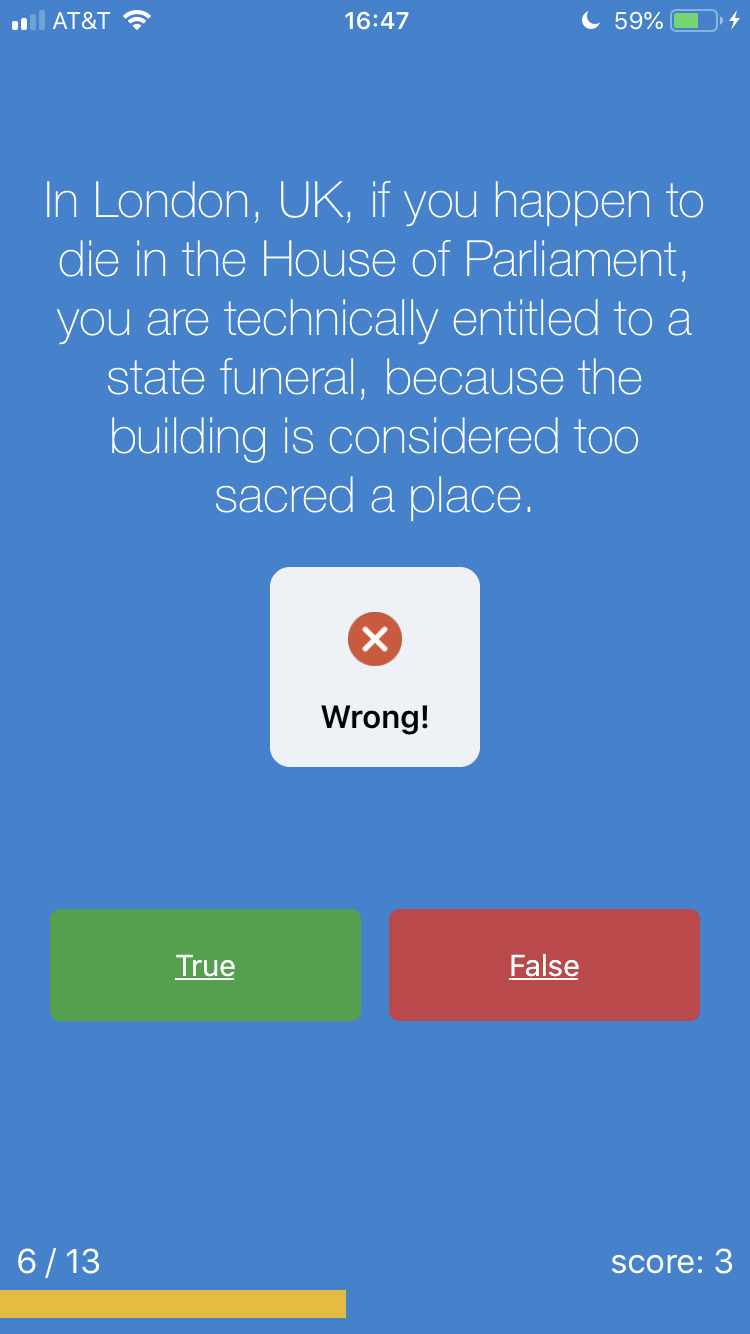 AT&T 16:47 59%
In London, UK, if you happen to
die in the House of Parliament,
you are technically entitled to a
state funeral, because the
building is considered too
sacred a place.
Wrong!
True False
6 / 13 score: 3